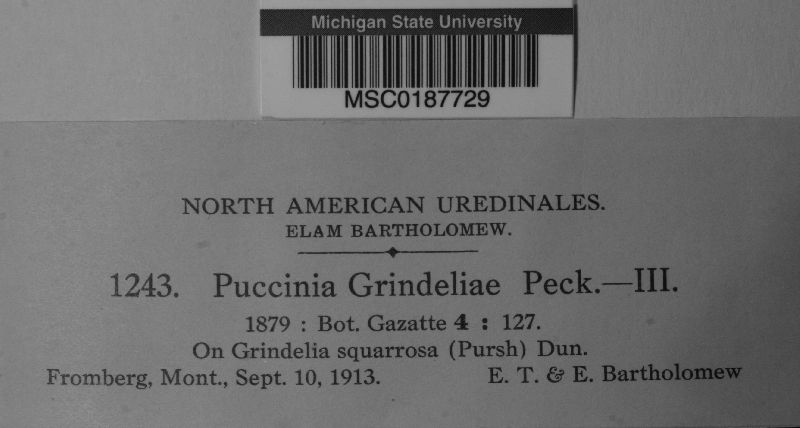 Michigan State University
MSC0187729
NORTH AMERICAN UREDINALES.
ELAM BARTHOLOMEW.
1243. Puccinia Grindeliae Peck.—III.
1879 : Bot. Gazatte 4 : 127.
On Grindelia squarrosa (Pursh) Dun.
Fromberg, Mont., Sept. 10, 1913. E. T. & E. Bartholomew